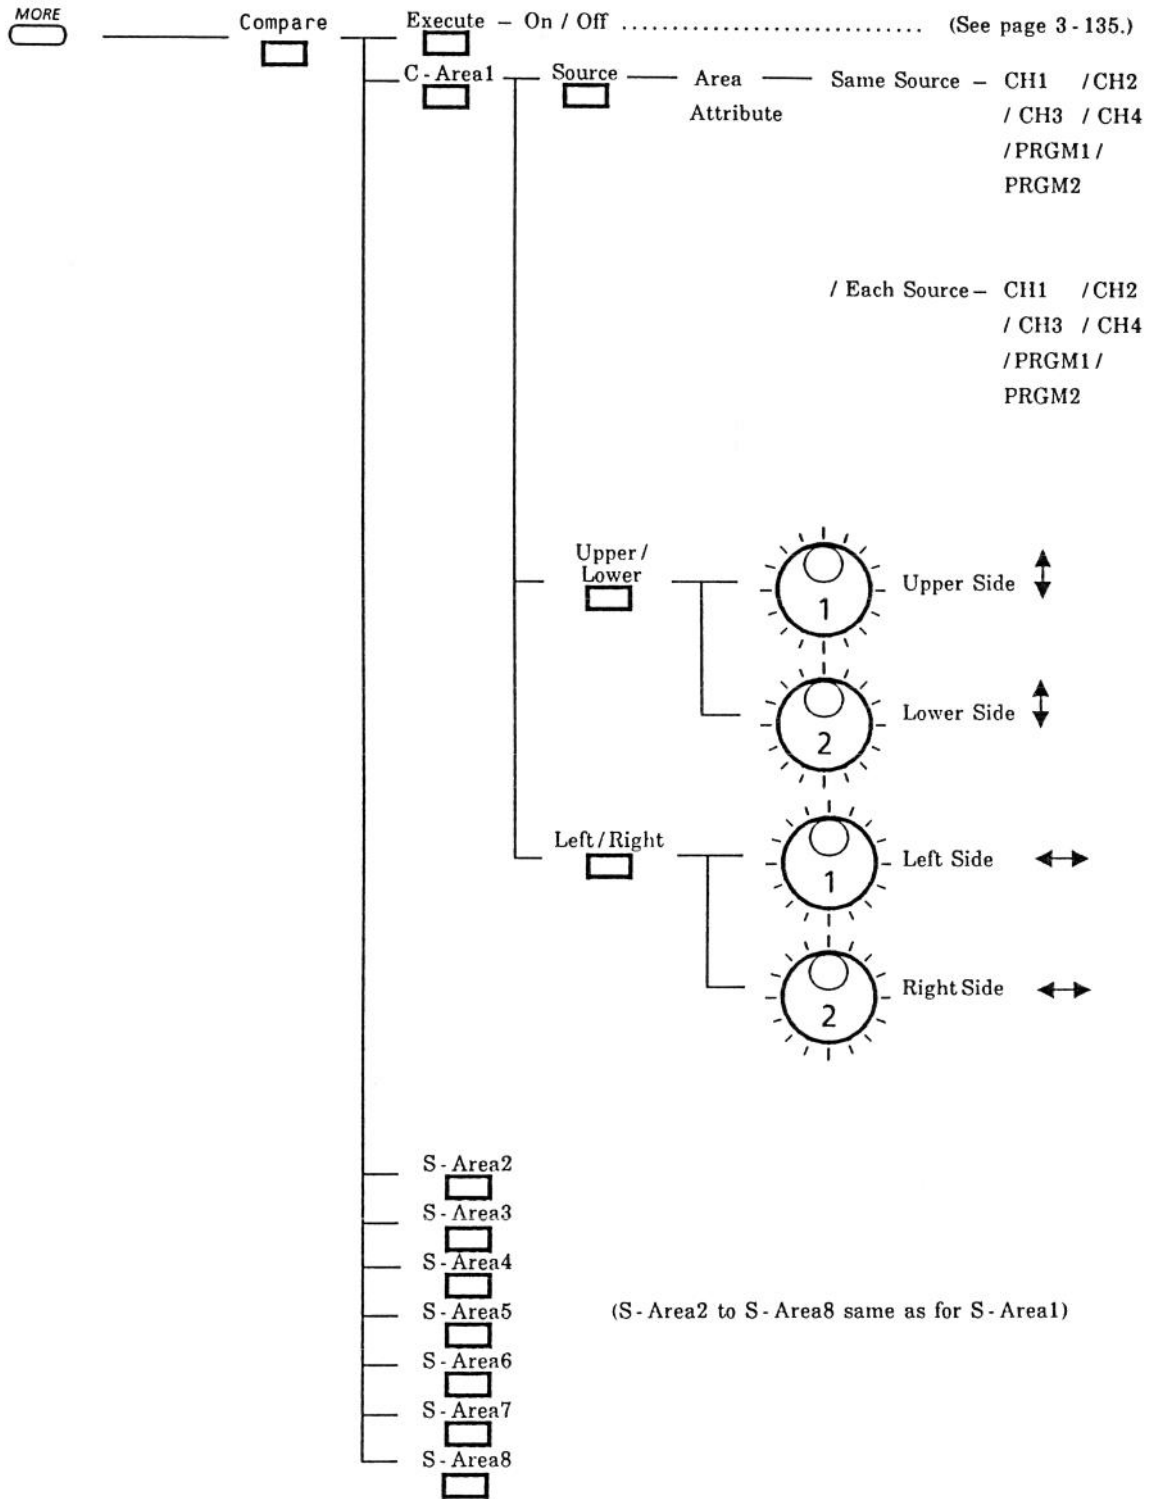 MORE
Compare
Execute – On / Off .............................. (See page 3 - 135.)
C - Area1
Source
Area
Attribute
Same Source – CH1 / CH2
/ CH3 / CH4
/ PRGM1 /
PRGM2
/ Each Source – CH1 / CH2
/ CH3 / CH4
/ PRGM1 /
PRGM2
Upper /
Lower
1
Upper Side
2
Lower Side
Left / Right
1
Left Side
2
Right Side
S - Area2
S - Area3
S - Area4
S - Area5
(S - Area2 to S - Area8 same as for S - Area1)
S - Area6
S - Area7
S - Area8